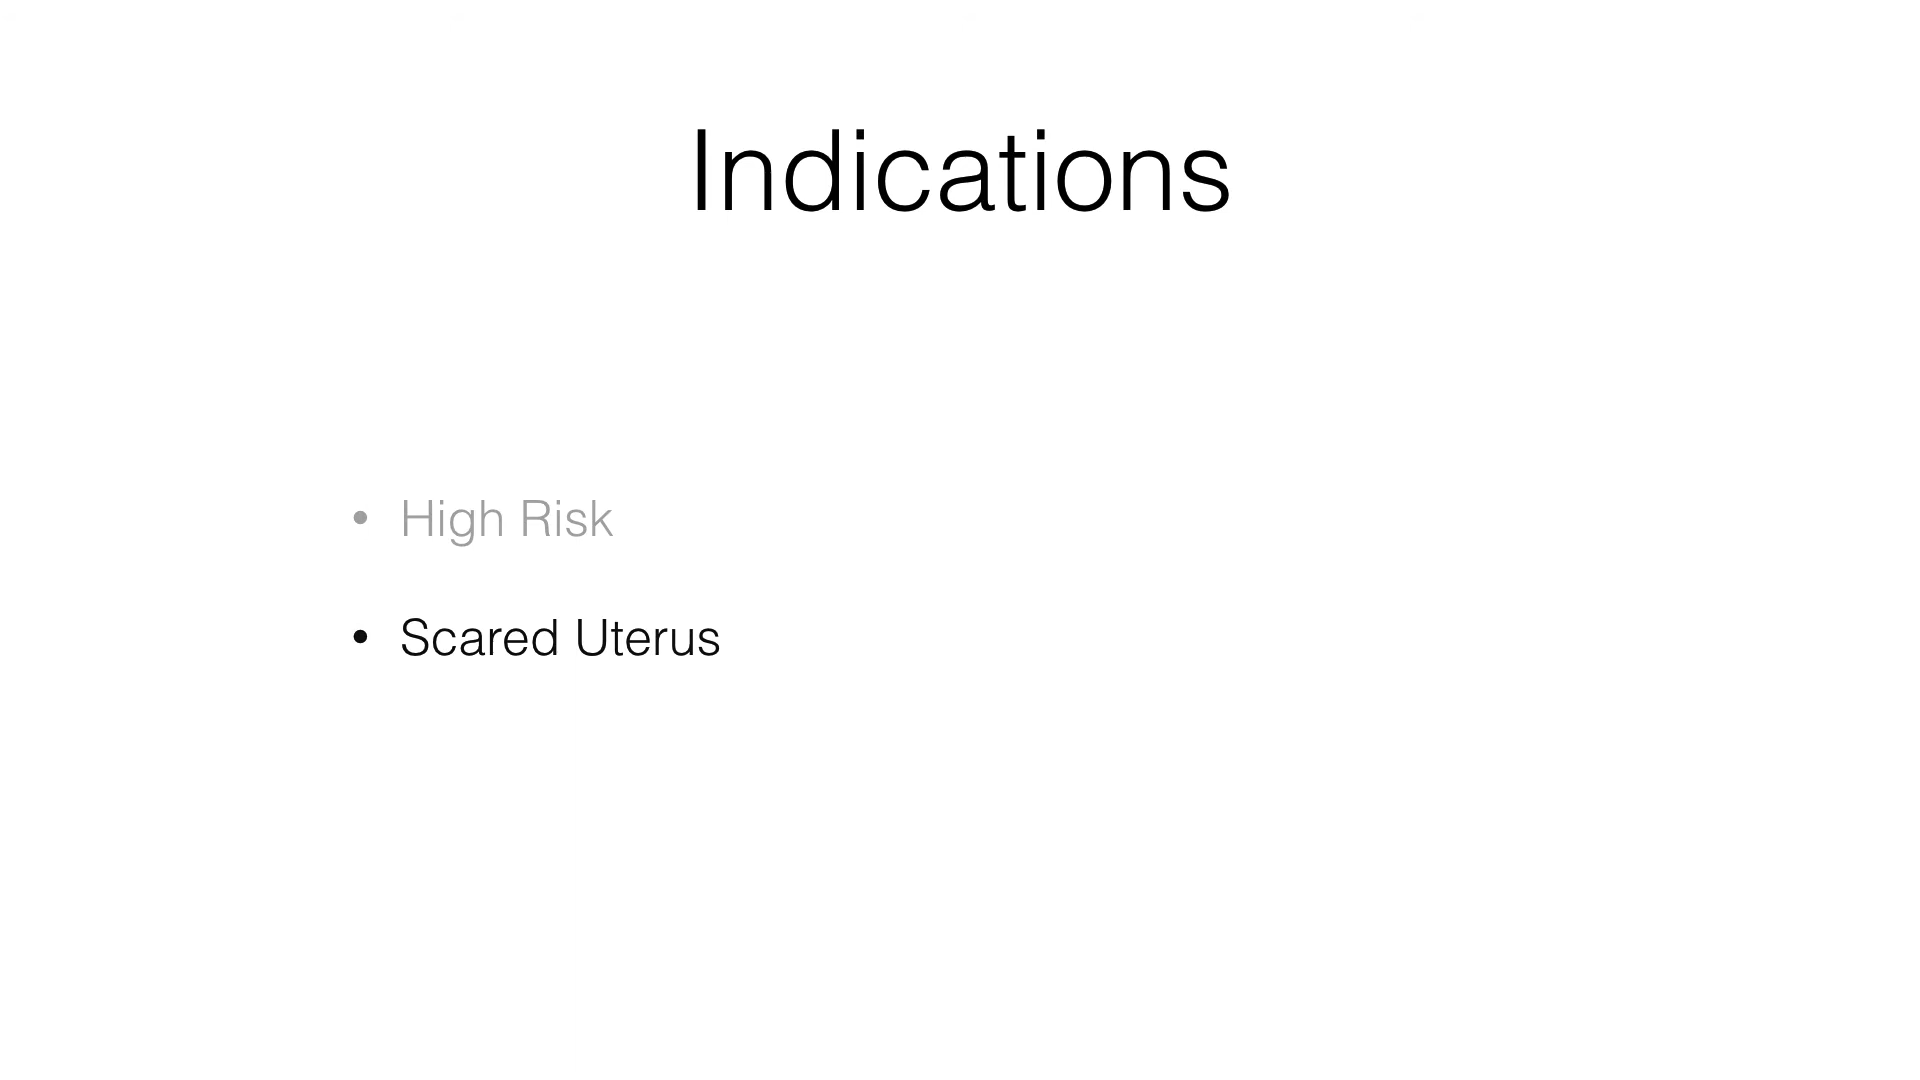 Indications
• High Risk
• Scared Uterus